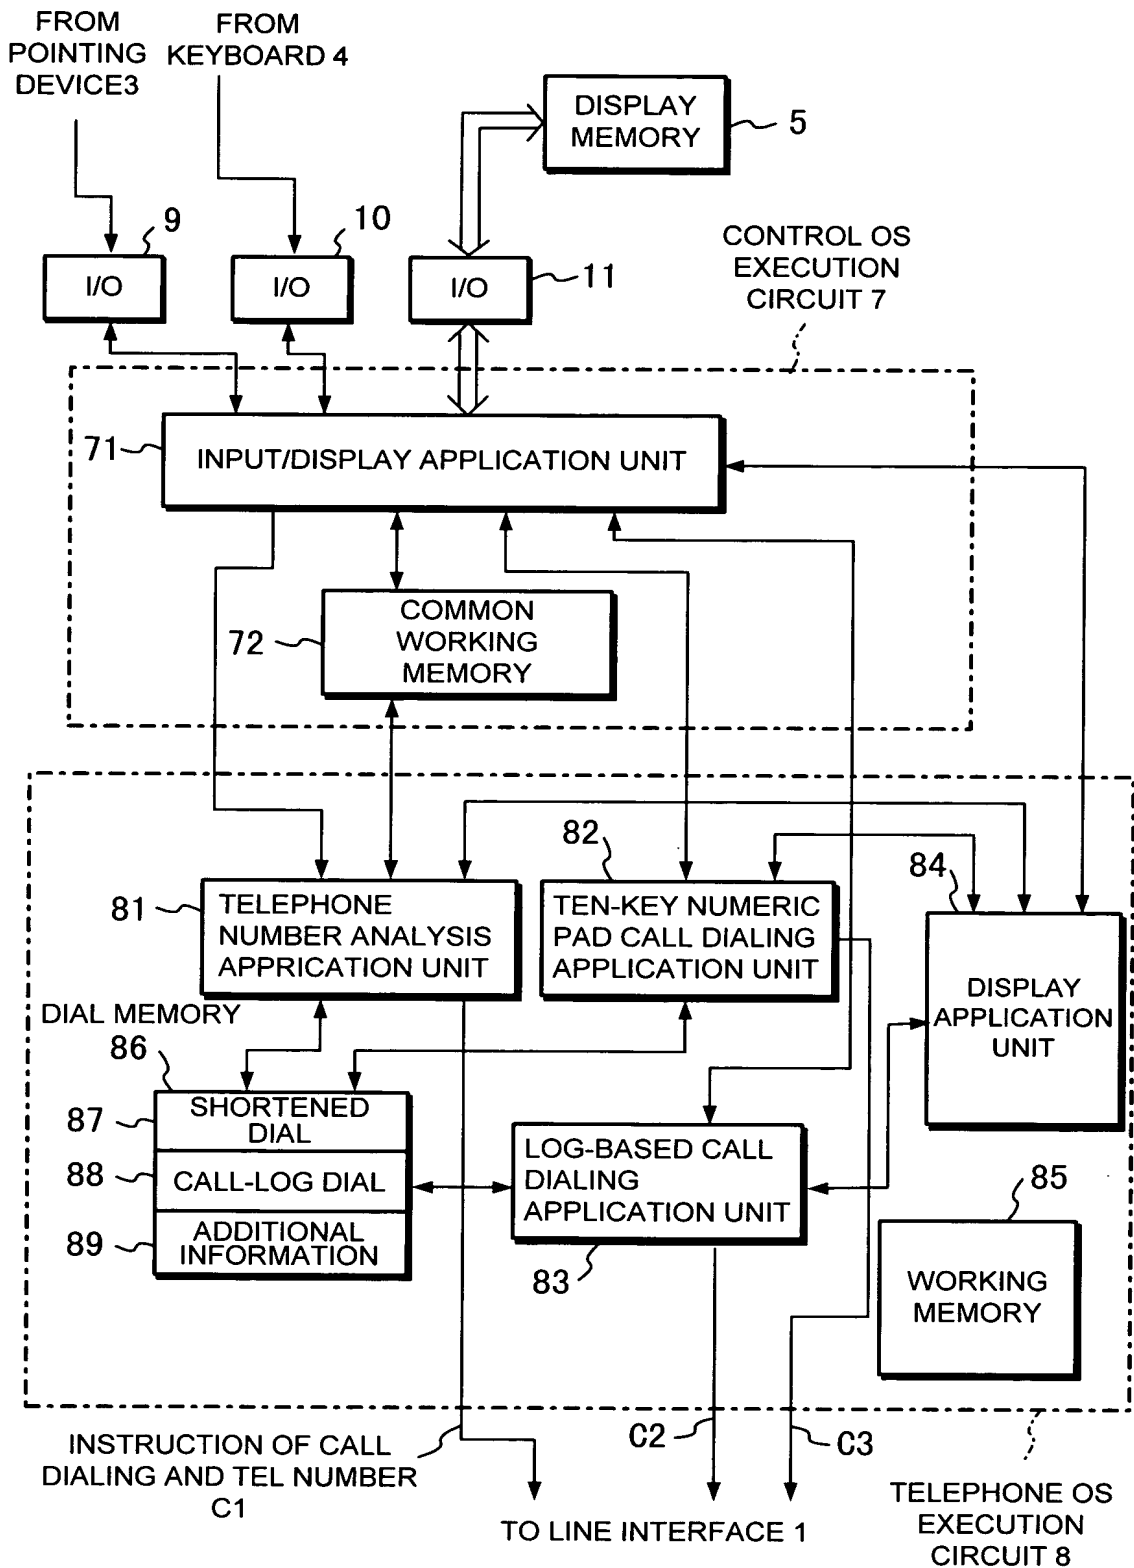 FROM
POINTING
DEVICE3
FROM
KEYBOARD 4
DISPLAY
MEMORY
5
9
10
11
I/O
I/O
I/O
CONTROL OS
EXECUTION
CIRCUIT 7
71
INPUT/DISPLAY APPLICATION UNIT
72
COMMON
WORKING
MEMORY
81
TELEPHONE
NUMBER ANALYSIS
APPRICATION UNIT
82
TEN-KEY NUMERIC
PAD CALL DIALING
APPLICATION UNIT
84
DISPLAY
APPLICATION
UNIT
DIAL MEMORY
86
87
SHORTENED
DIAL
88
CALL-LOG DIAL
89
ADDITIONAL
INFORMATION
LOG-BASED CALL
DIALING
APPLICATION UNIT
83
85
WORKING
MEMORY
INSTRUCTION OF CALL
DIALING AND TEL NUMBER
C1
C2
C3
TO LINE INTERFACE 1
TELEPHONE OS
EXECUTION
CIRCUIT 8